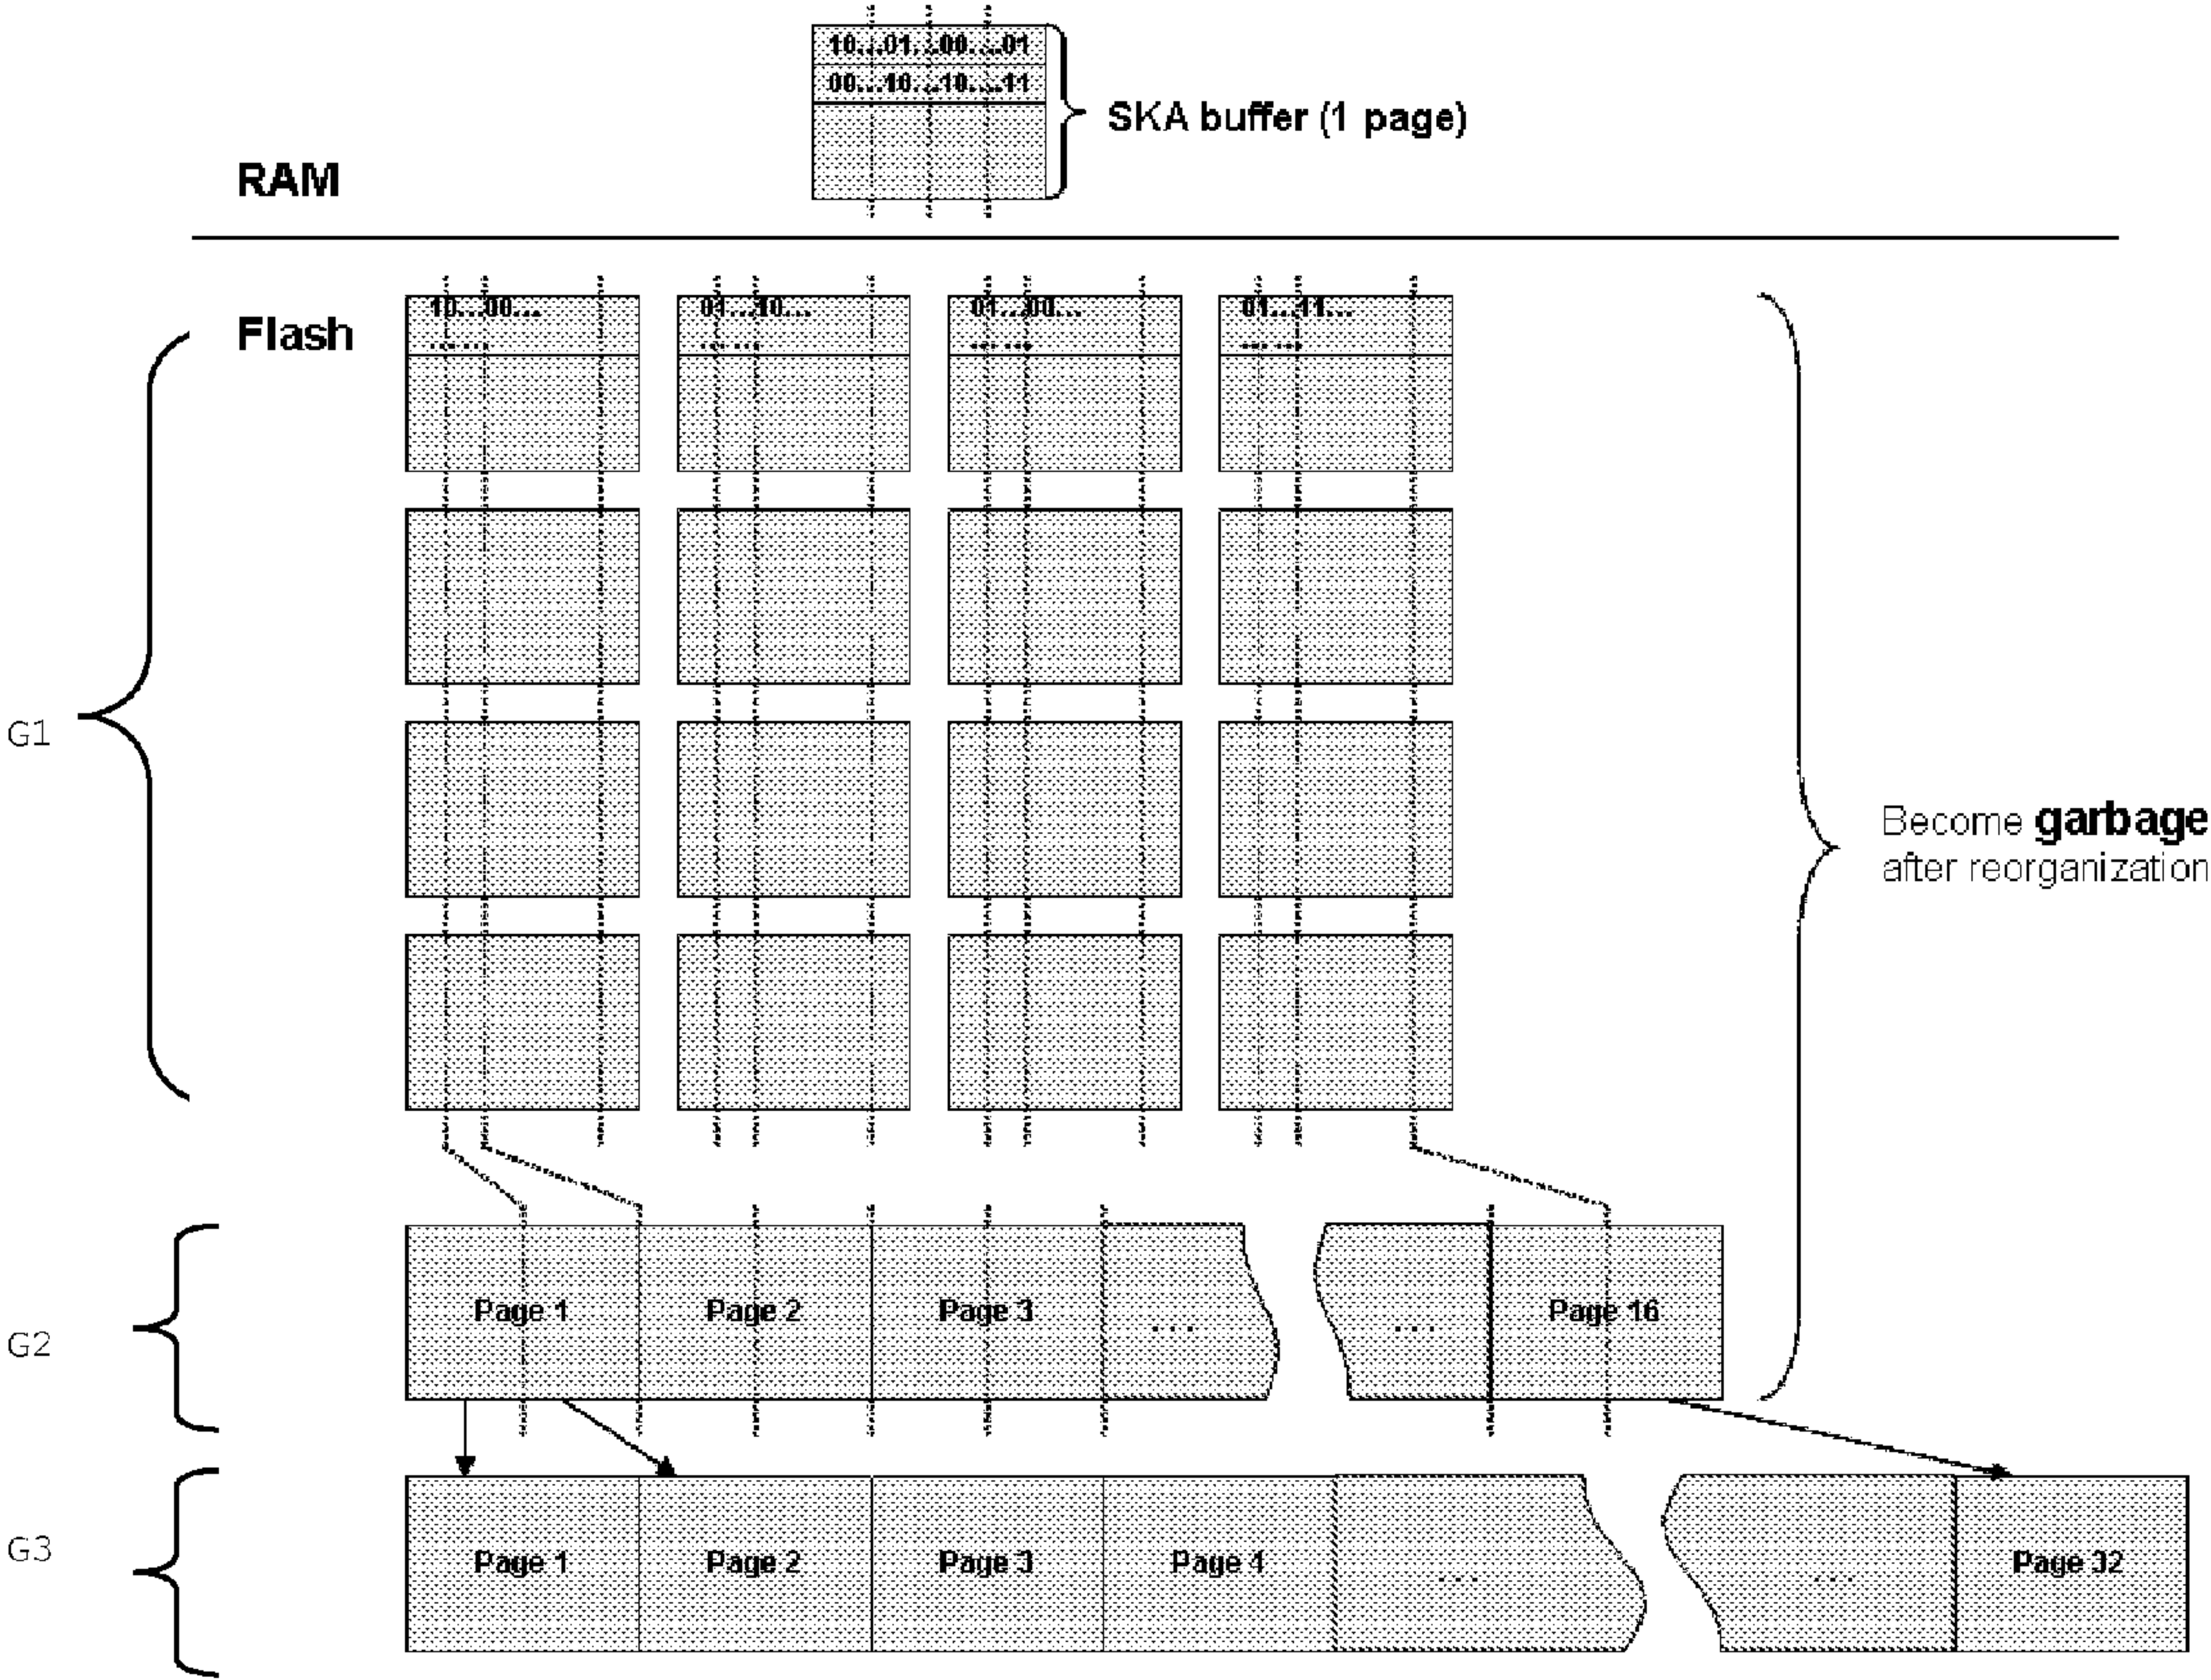 10...01...00....01
00...10...10....11
SKA buffer (1 page)
RAM
Flash
10...00...
......
01...10...
......
01...00...
......
01...11...
......
G1
Become garbage
after reorganization
G2
Page 1
Page 2
Page 3
...
...
Page 16
G3
Page 1
Page 2
Page 3
Page 4
...
...
Page 32